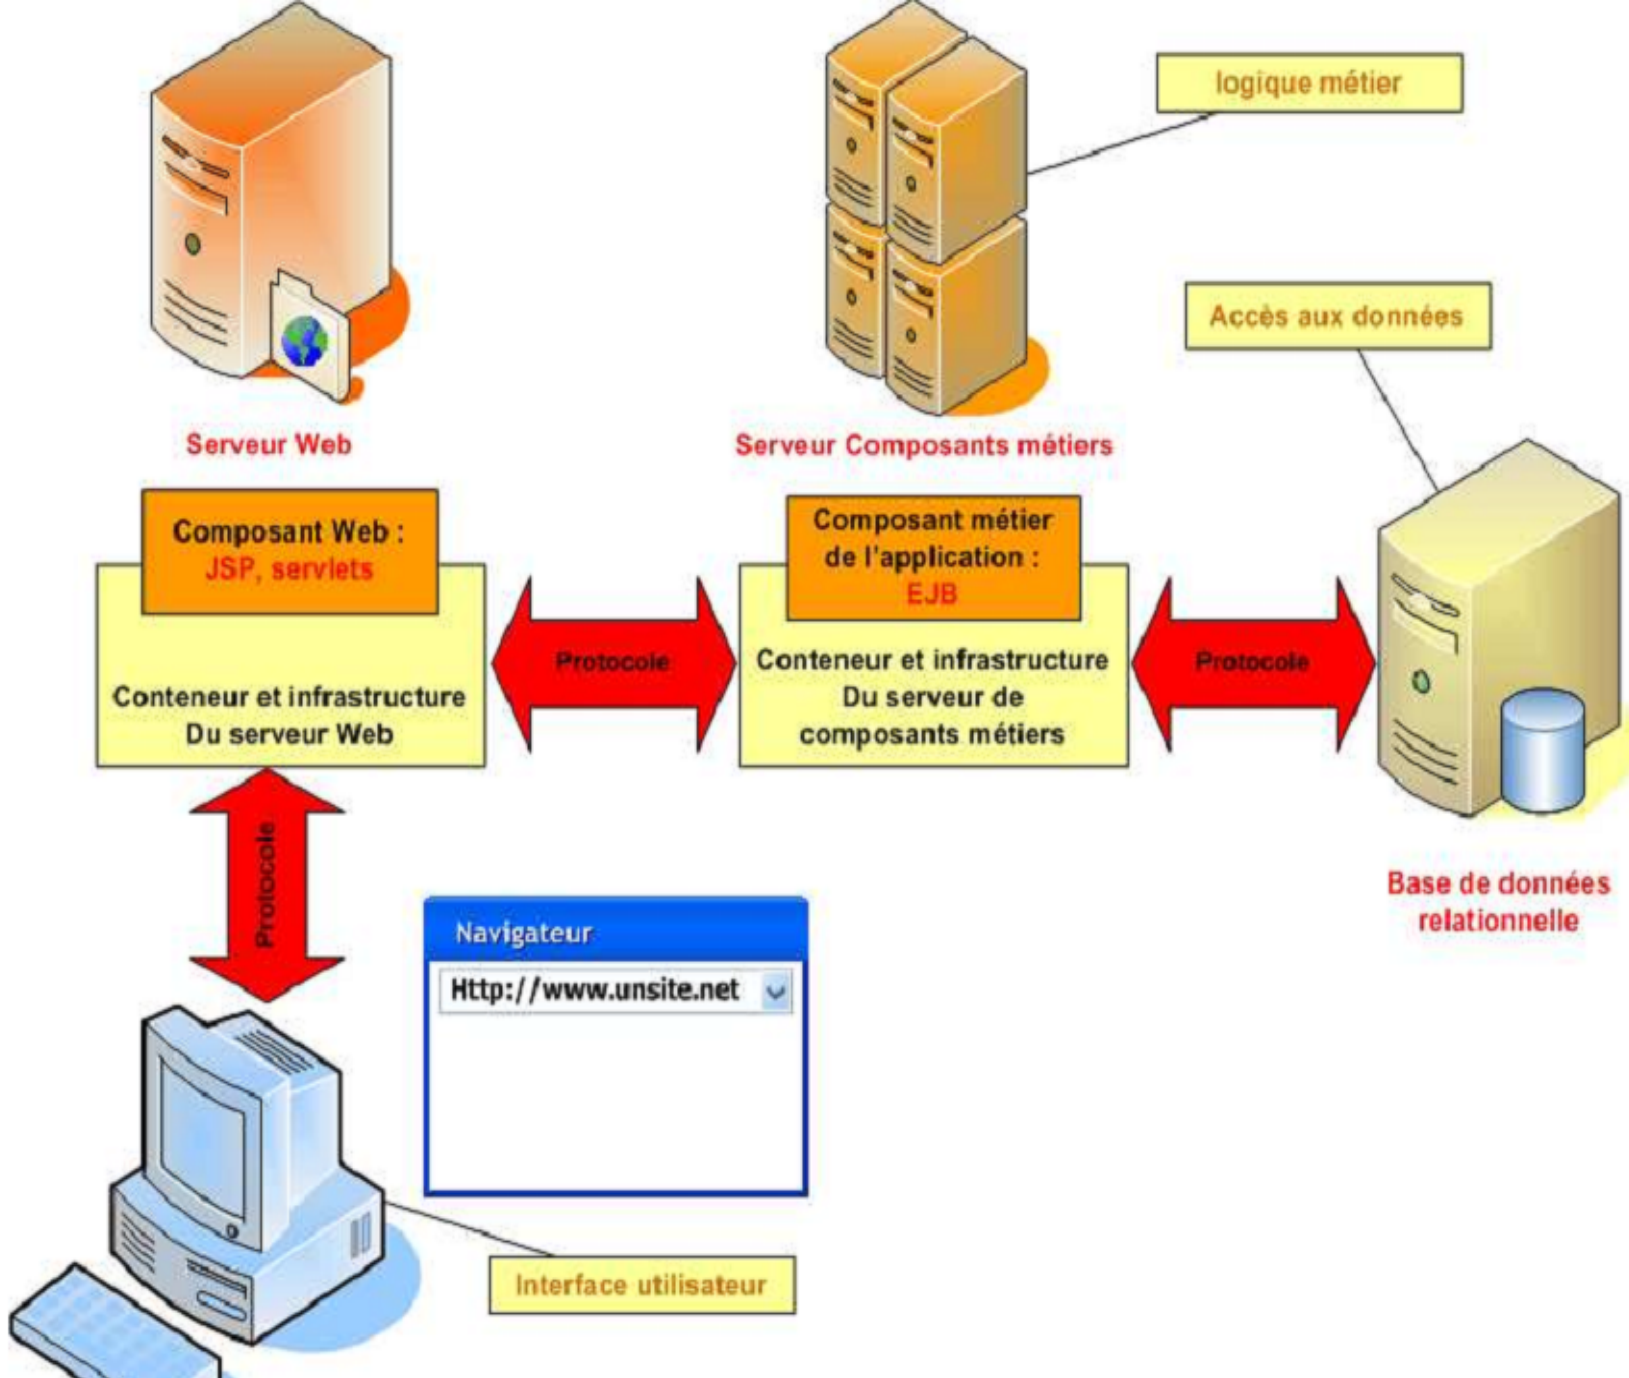 logique métier
Accès aux données
Serveur Web
Serveur Composants métiers
Composant Web :
JSP, servlets
Conteneur et infrastructure
Du serveur Web
Protocole
Composant métier
de l'application :
EJB
Conteneur et infrastructure
Du serveur de
composants métiers
Protocole
Base de données
relationnelle
Protocole
Navigateur
Http://www.unsite.net
Interface utilisateur